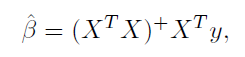 β̂ = (XᵀX)⁺Xᵀy,